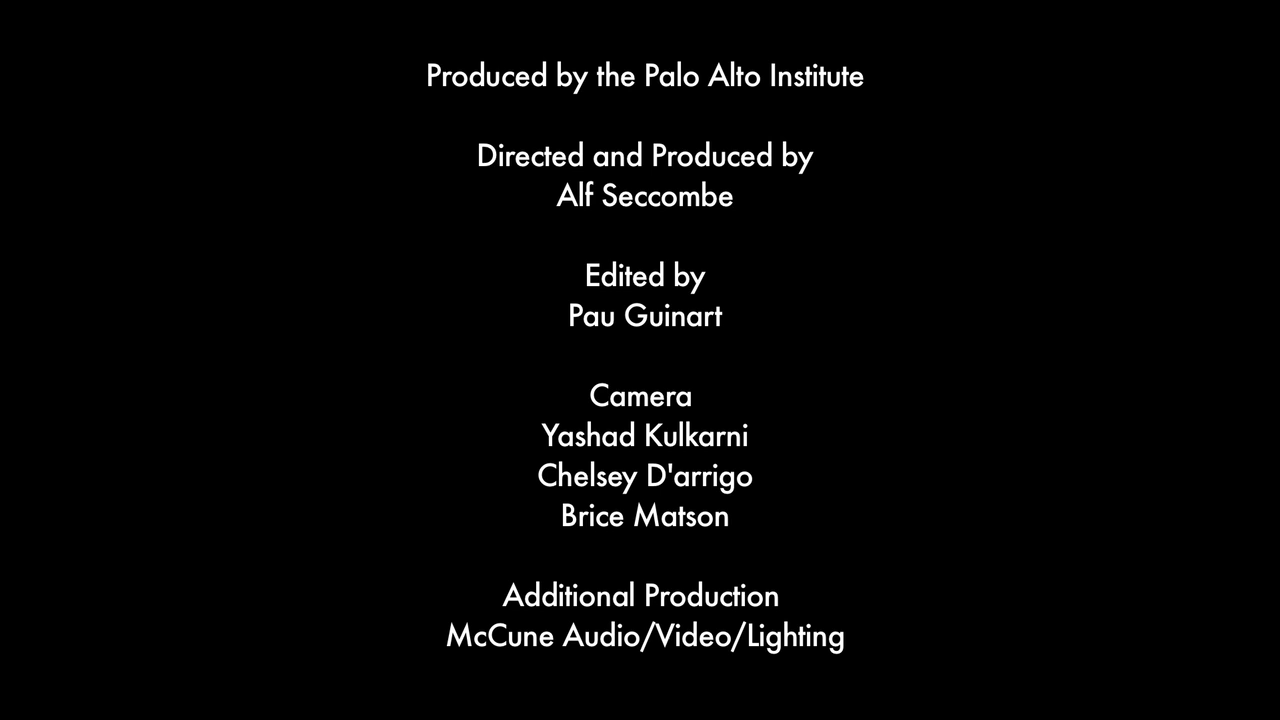 Produced by the Palo Alto Institute
Directed and Produced by
Alf Seccombe
Edited by
Pau Guinart
Camera
Yashad Kulkarni
Chelsey D'arrigo
Brice Matson
Additional Production
McCune Audio/Video/Lighting